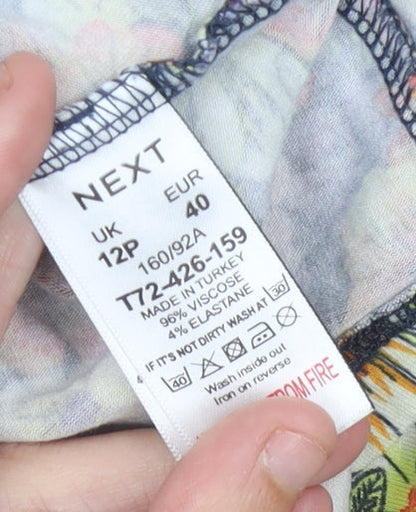 NEXT
UK EUR
12P 40
160/92A
T72-426-159
MADE IN TURKEY
96% VISCOSE
4% ELASTANE
IF IT'S NOT DIRTY WASH AT 30
40
Wash inside out
Iron on reverse
FIRE